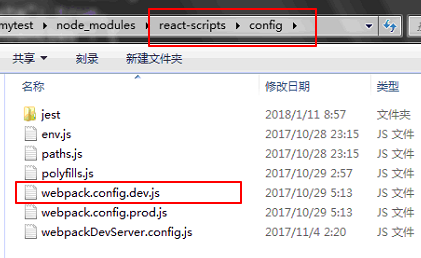 mytest ▸ node_modules ▸ react-scripts ▸ config ▸
共享 刻录 新建文件夹
名称 修改日期 类型
jest 2018/1/11 8:57 文件夹
env.js 2017/10/28 23:15 JS 文件
paths.js 2017/10/28 23:15 JS 文件
polyfills.js 2017/10/29 2:57 JS 文件
webpack.config.dev.js 2017/10/29 5:13 JS 文件
webpack.config.prod.js 2017/10/29 5:13 JS 文件
webpackDevServer.config.js 2017/11/4 2:20 JS 文件